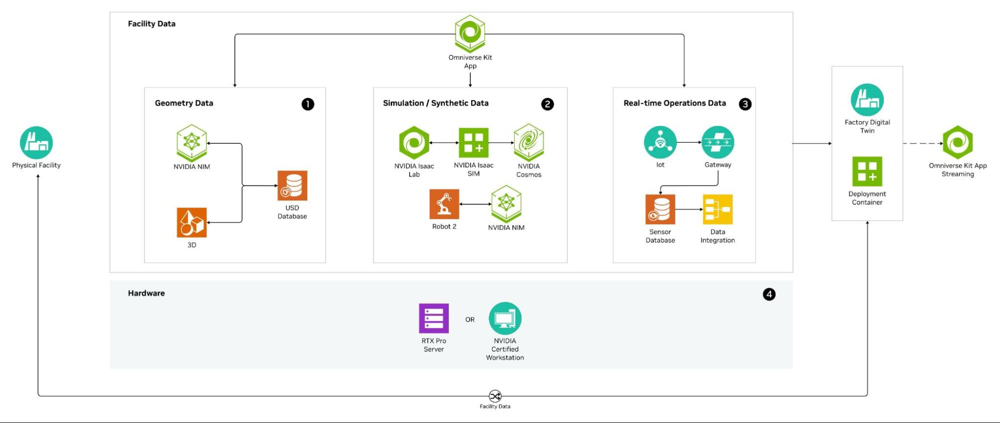 Facility Data
Omniverse Kit
App
Geometry Data
1
NVIDIA NIM
USD
Database
3D
Simulation / Synthetic Data
2
NVIDIA Isaac
Lab
NVIDIA Isaac
SIM
NVIDIA
Cosmos
Robot 2
NVIDIA NIM
Real-time Operations Data
3
Iot
Gateway
Sensor
Database
Data
Integration
Physical Facility
Factory Digital
Twin
Deployment
Container
Omniverse Kit App
Streaming
Hardware
4
RTX Pro
Server
OR
NVIDIA
Certified
Workstation
Facility Data